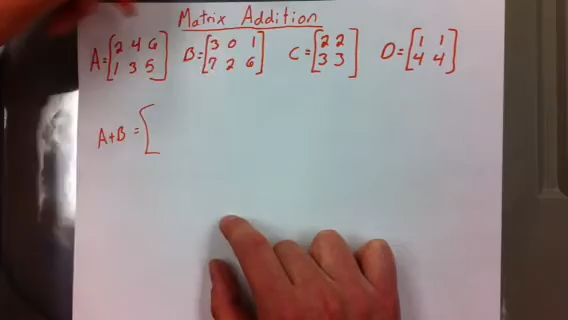 Matrix Addition
A=[2 4 6 B=[3 0 1] C=[2 2] D=[1 1]
1 3 5] 7 2 6 3 3 4 4
A+B=[